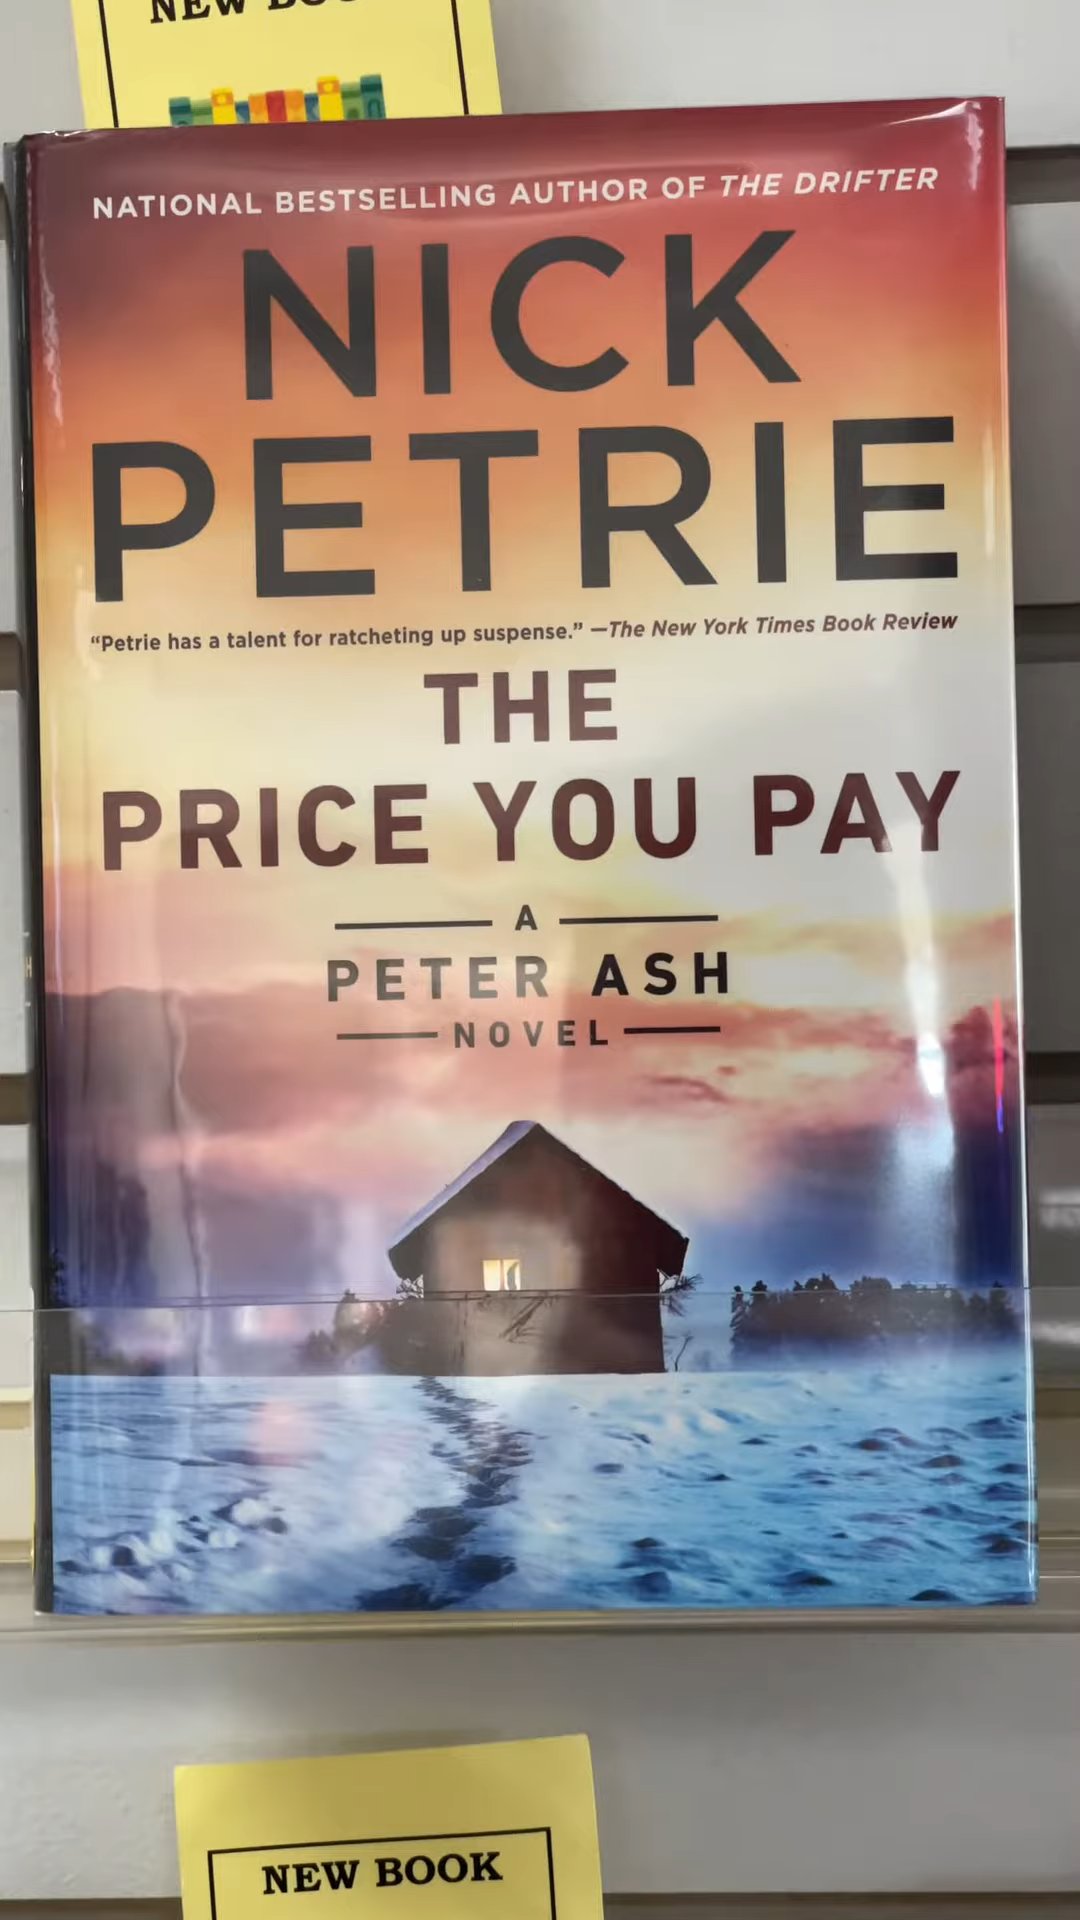 NEW BOOK
NATIONAL BESTSELLING AUTHOR OF THE DRIFTER
NICK
PETRIE
“Petrie has a talent for ratcheting up suspense.” —The New York Times Book Review
THE
PRICE YOU PAY
A
PETER ASH
NOVEL
NEW BOOK